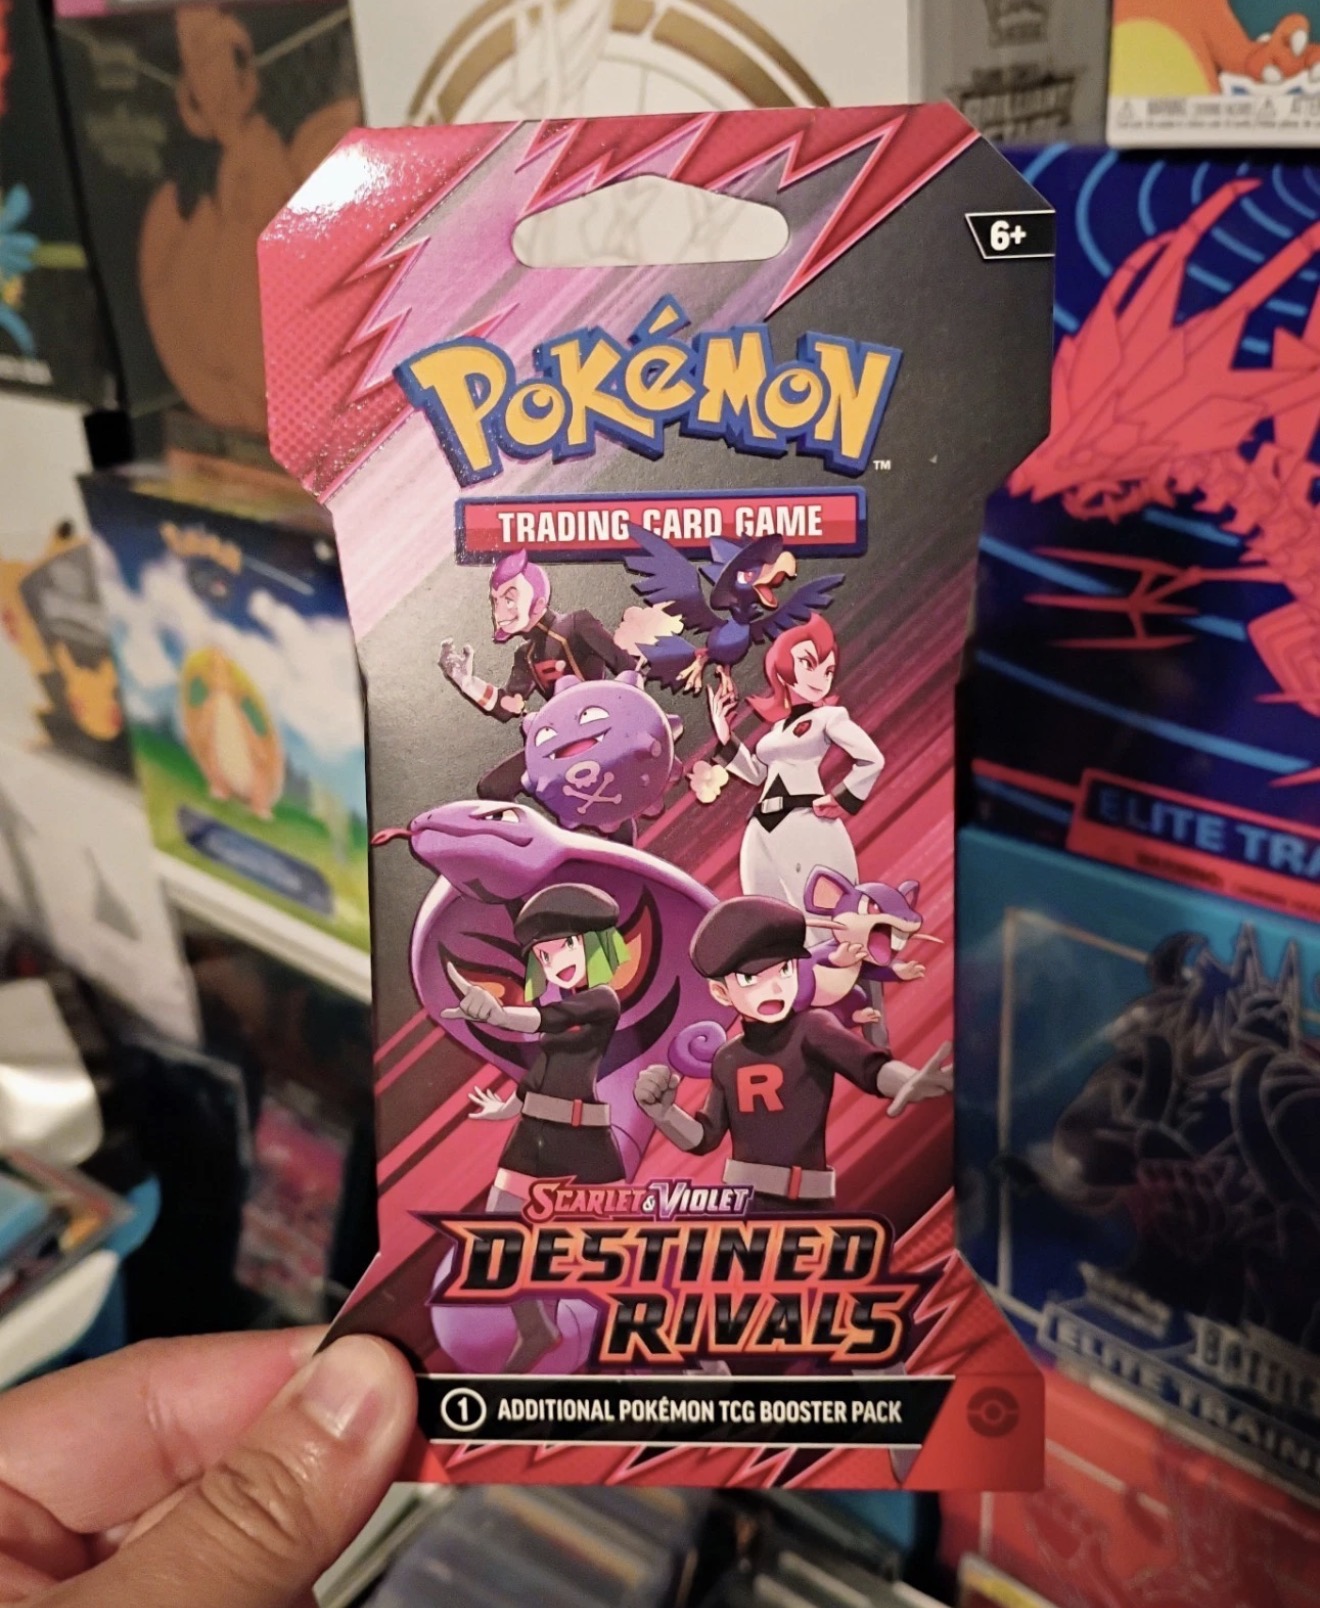 6+
POKéMON
™
TRADING CARD GAME
R
SCARLET & VIOLET
DESTINED
RIVALS
1 ADDITIONAL POKÉMON TCG BOOSTER PACK
ELITE TRA
ELITE TRAIN